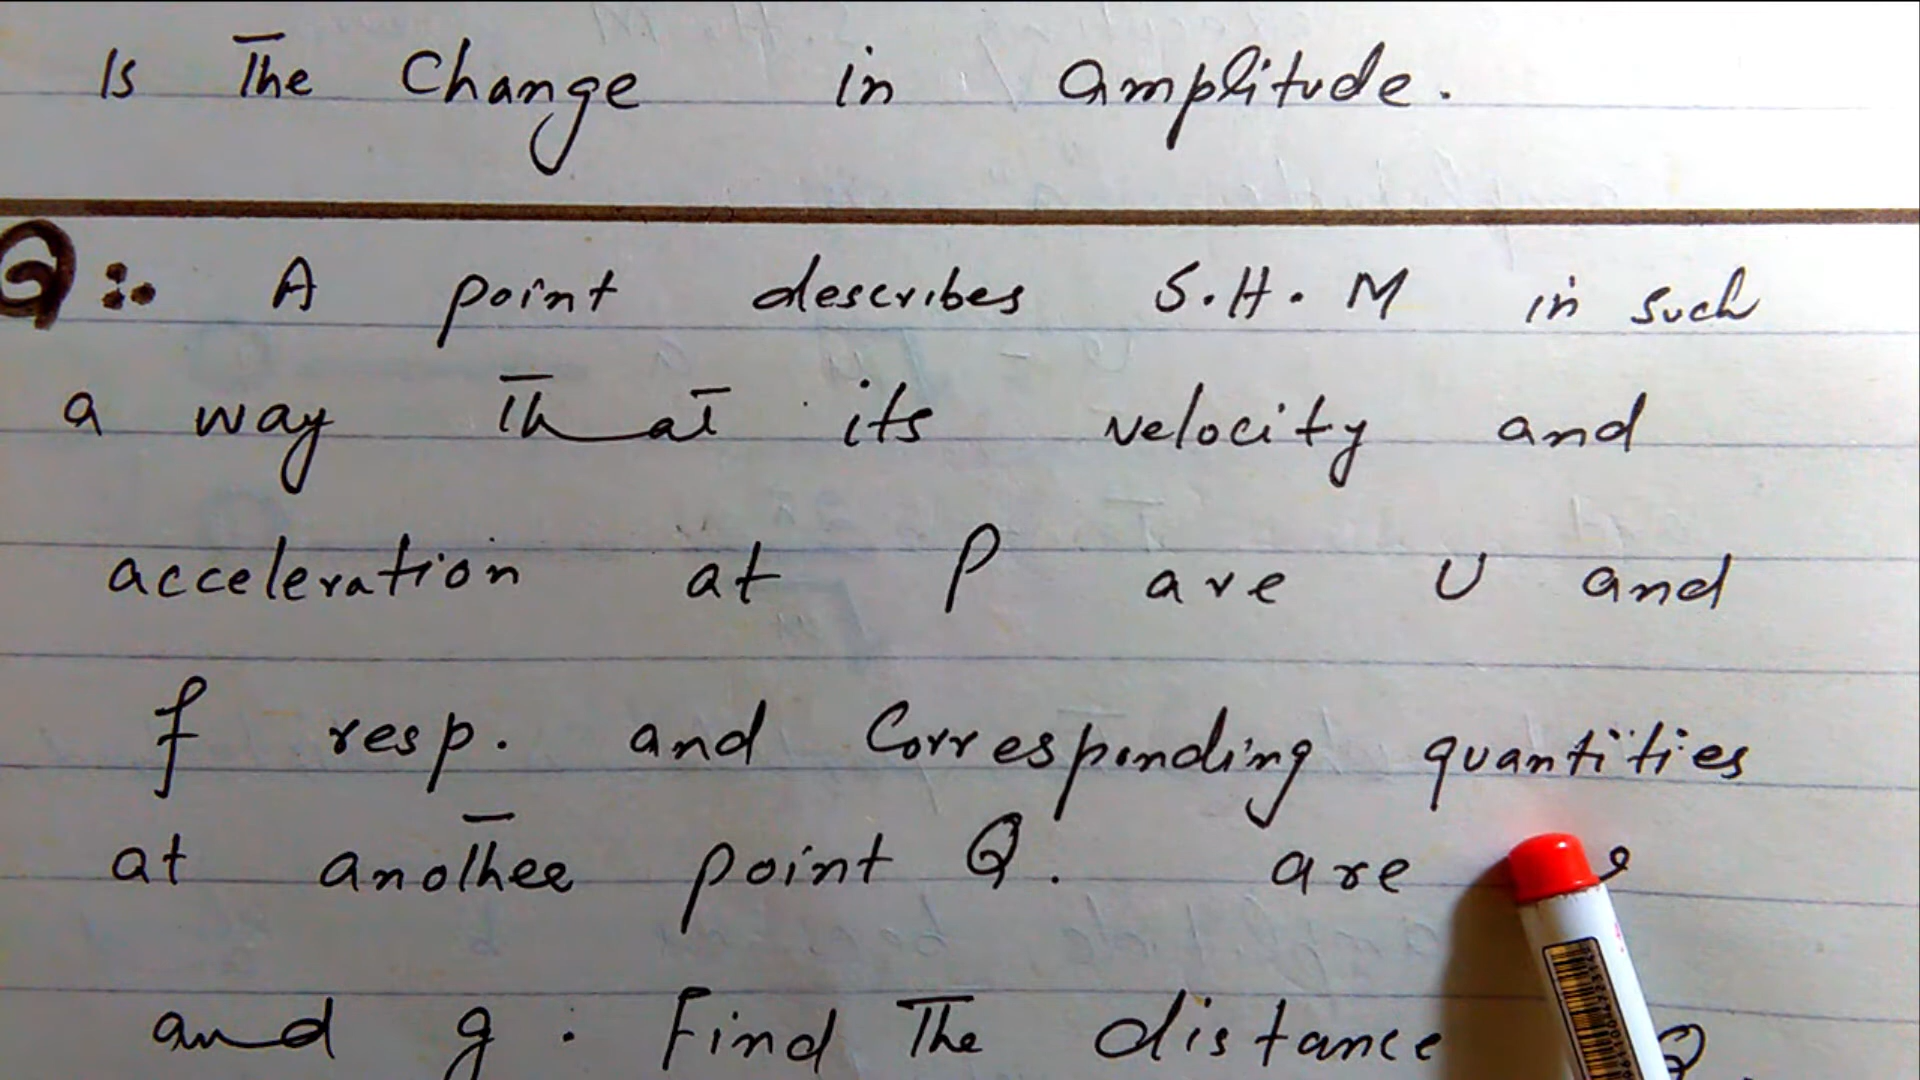 Is The Change in amplitude.
Q:. A point describes S.H.M in such
a way that its velocity and
acceleration at P are U and
f resp. and Corresponding quantities
at another point Q. are
and g. Find The distance Q